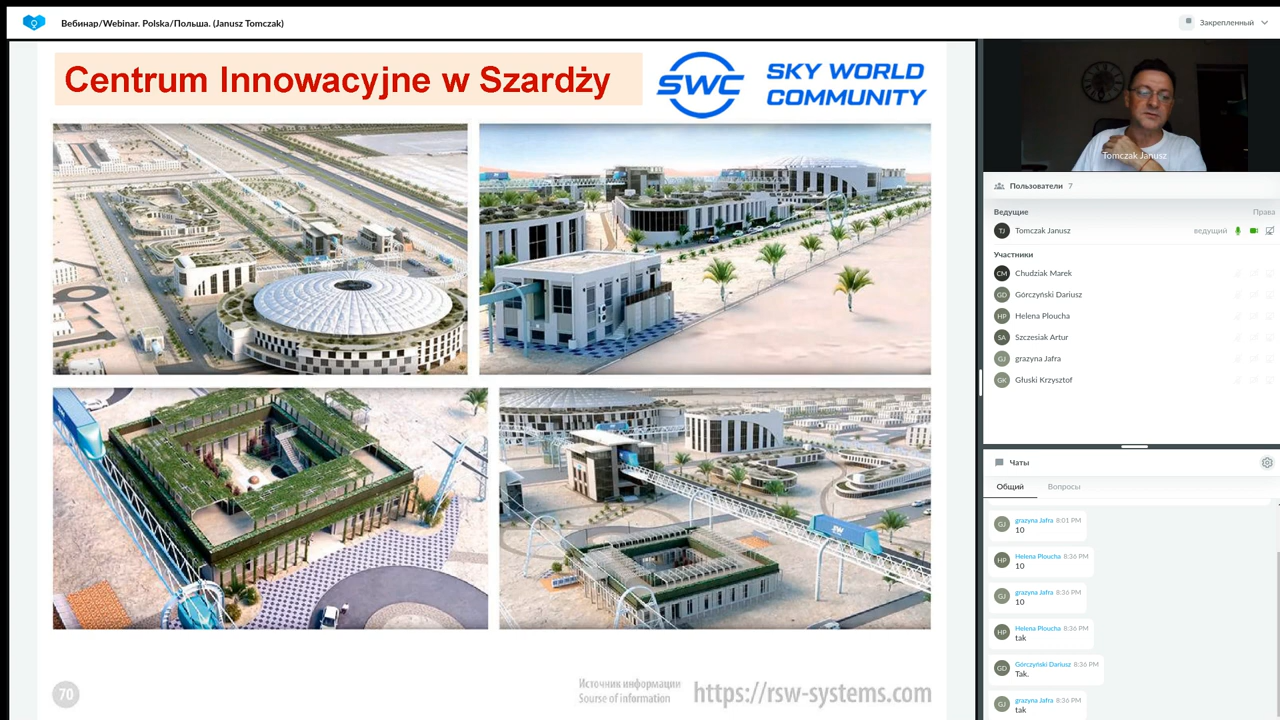 Вебинар/Webinar. Polska/Польша. (Janusz Tomczak)
Закрепленный
Centrum Innowacyjne w Szardży
SWC
SKY WORLD
COMMUNITY
70
Источник информации
Sourse of information
https://rsw-systems.com
Tomczak Janusz
Пользователи 7
Ведущие Права
TJ Tomczak Janusz ведущий
Участники
CM Chudziak Marek
GD Górczyński Dariusz
HP Helena Ploucha
SA Szczesiak Artur
GJ grazyna Jafra
GK Głuski Krzysztof
Чаты
Общий Вопросы
GJ grazyna Jafra 8:01 PM
10
HP Helena Ploucha 8:36 PM
10
GJ grazyna Jafra 8:36 PM
10
HP Helena Ploucha 8:36 PM
tak
GD Górczyński Dariusz 8:36 PM
Tak.
GJ grazyna Jafra 8:36 PM
tak